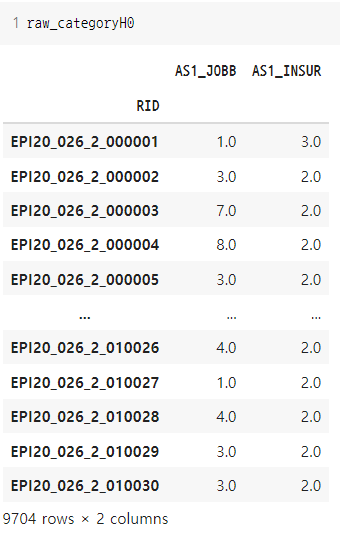 1 raw_categoryH0
AS1_JOBB AS1_INSUR
RID
EPI20_026_2_000001 1.0 3.0
EPI20_026_2_000002 3.0 2.0
EPI20_026_2_000003 7.0 2.0
EPI20_026_2_000004 8.0 2.0
EPI20_026_2_000005 3.0 2.0
... ... ...
EPI20_026_2_010026 4.0 2.0
EPI20_026_2_010027 1.0 2.0
EPI20_026_2_010028 4.0 2.0
EPI20_026_2_010029 3.0 2.0
EPI20_026_2_010030 3.0 2.0
9704 rows × 2 columns